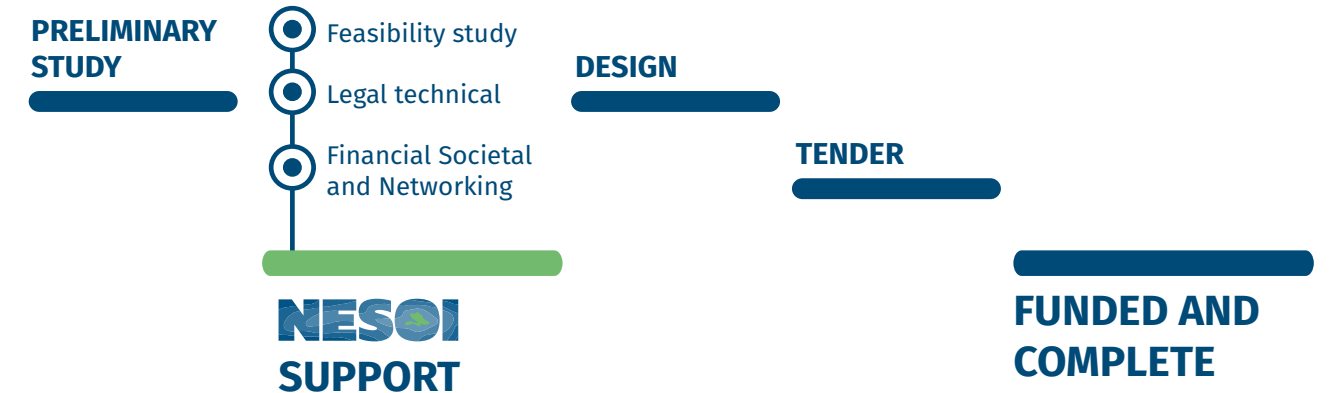 PRELIMINARY
STUDY
Feasibility study
Legal technical
Financial Societal
and Networking
NESOI
SUPPORT
DESIGN
TENDER
FUNDED AND
COMPLETE